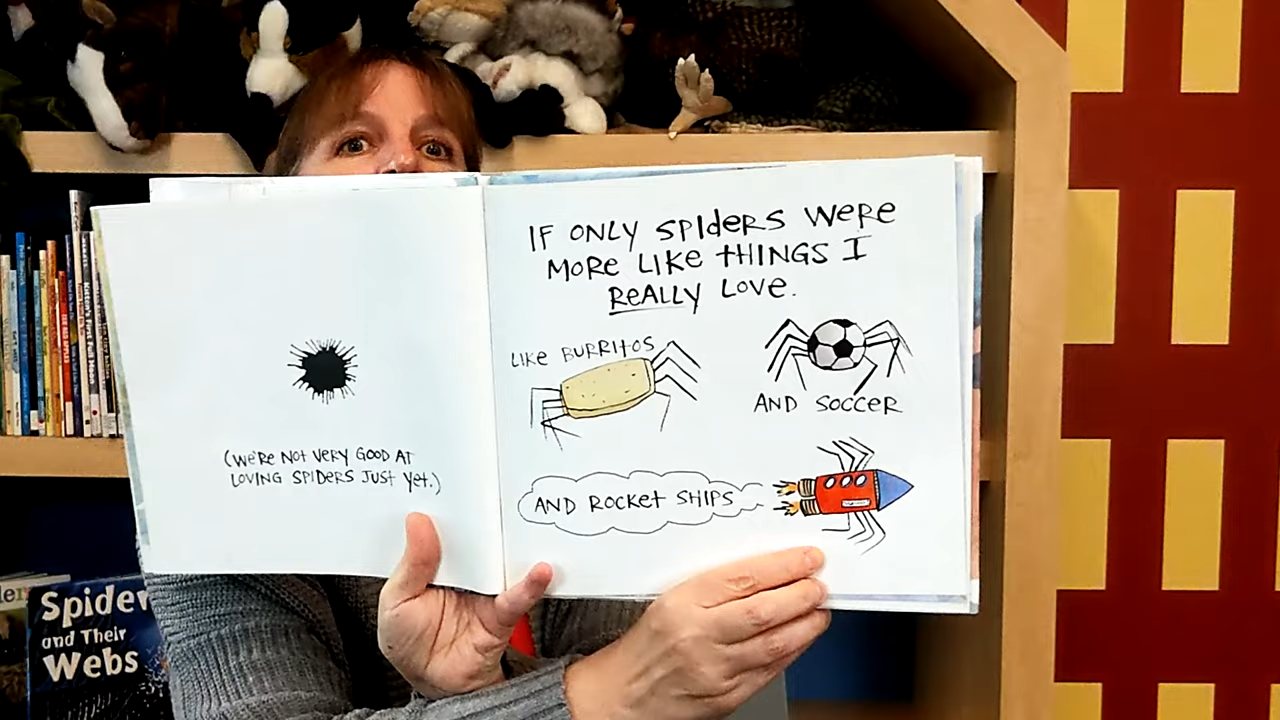 (WE'RE NOT VERY GOOD AT
LOVING SPIDERS JUST YET.)
IF ONLY SPIDERS WERE
MORE LIKE THINGS I
REALLY LOVE.
LIKE BURRITOS
AND SOCCER
AND ROCKET SHIPS
Spider
and Their
Webs